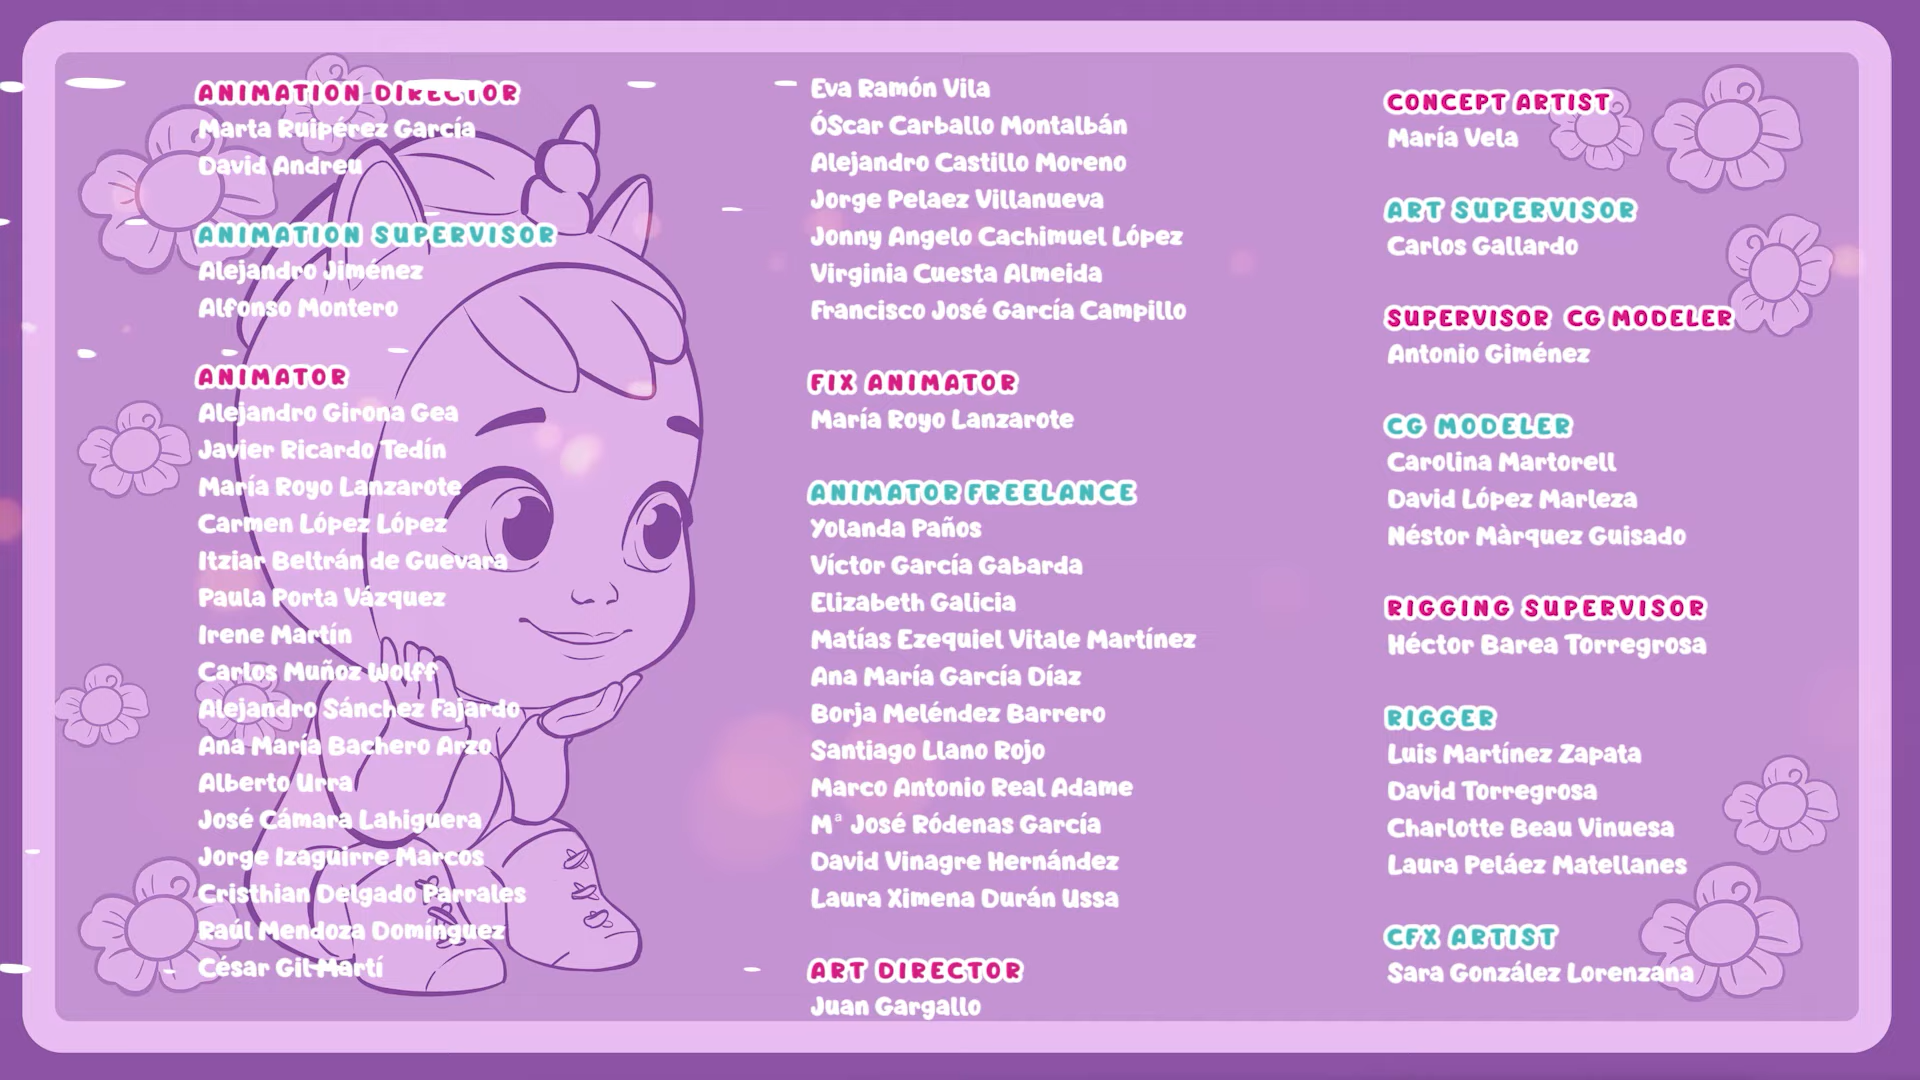 ANIMATION DIRECTOR
Marta Ruipérez García
David Andreu
ANIMATION SUPERVISOR
Alejandro Jiménez
Alfonso Montero
ANIMATOR
Alejandro Girona Gea
Javier Ricardo Tedín
María Royo Lanzarote
Carmen López López
Itziar Beltrán de Guevara
Paula Porta Vázquez
Irene Martín
Carlos Muñoz Wolff
Alejandro Sánchez Fajardo
Ana María Bachero Arzo
Alberto Urra
José Cámara Lahiguera
Jorge Izaguirre Marcos
Cristhian Delgado Parrales
Raúl Mendoza Domínguez
César Gil Martí
Eva Ramón Vila
ÓScar Carballo Montalbán
Alejandro Castillo Moreno
Jorge Pelaez Villanueva
Jonny Angelo Cachimuel López
Virginia Cuesta Almeida
Francisco José García Campillo
FIX ANIMATOR
María Royo Lanzarote
ANIMATOR FREELANCE
Yolanda Paños
Víctor García Gabarda
Elizabeth Galicia
Matías Ezequiel Vitale Martínez
Ana María García Díaz
Borja Meléndez Barrero
Santiago Llano Rojo
Marco Antonio Real Adame
Mª José Ródenas García
David Vinagre Hernández
Laura Ximena Durán Ussa
ART DIRECTOR
Juan Gargallo
CONCEPT ARTIST
María Vela
ART SUPERVISOR
Carlos Gallardo
SUPERVISOR CG MODELER
Antonio Giménez
CG MODELER
Carolina Martorell
David López Marleza
Néstor Màrquez Guisado
RIGGING SUPERVISOR
Héctor Barea Torregrosa
RIGGER
Luis Martínez Zapata
David Torregrosa
Charlotte Beau Vinuesa
Laura Peláez Matellanes
CFX ARTIST
Sara González Lorenzana